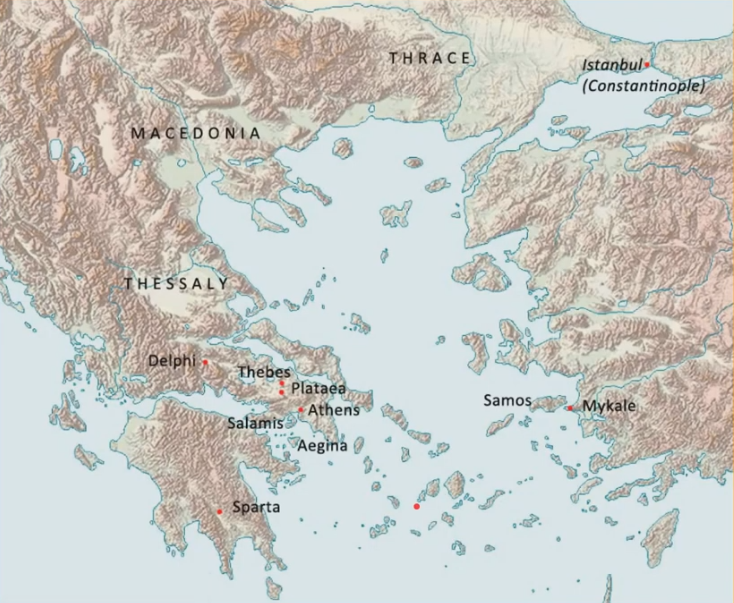 THRACE
Istanbul
(Constantinople)
MACEDONIA
THESSALY
Delphi
Thebes
Plataea
Samos
Mykale
Athens
Salamis
Aegina
Sparta